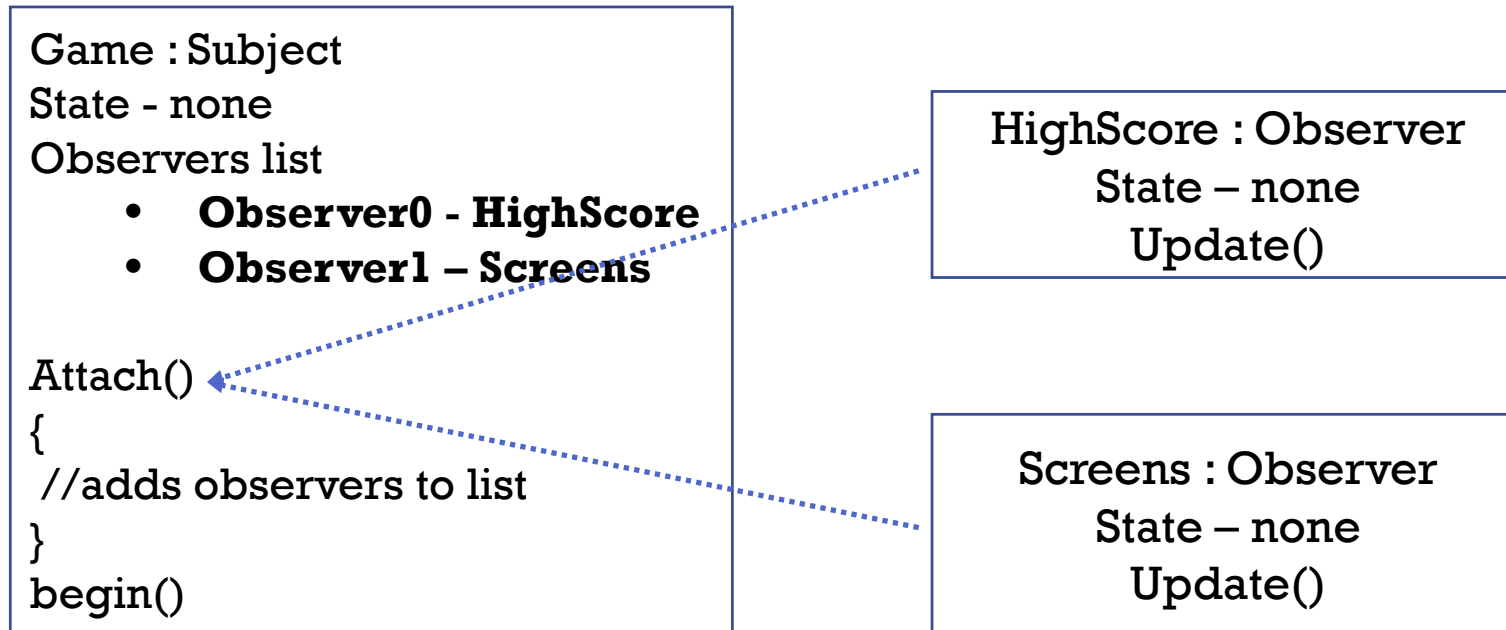 Game : Subject
State - none
Observers list
• Observer0 - HighScore
• Observer1 – Screens
Attach()
{
//adds observers to list
}
begin()
HighScore : Observer
State – none
Update()
Screens : Observer
State – none
Update()